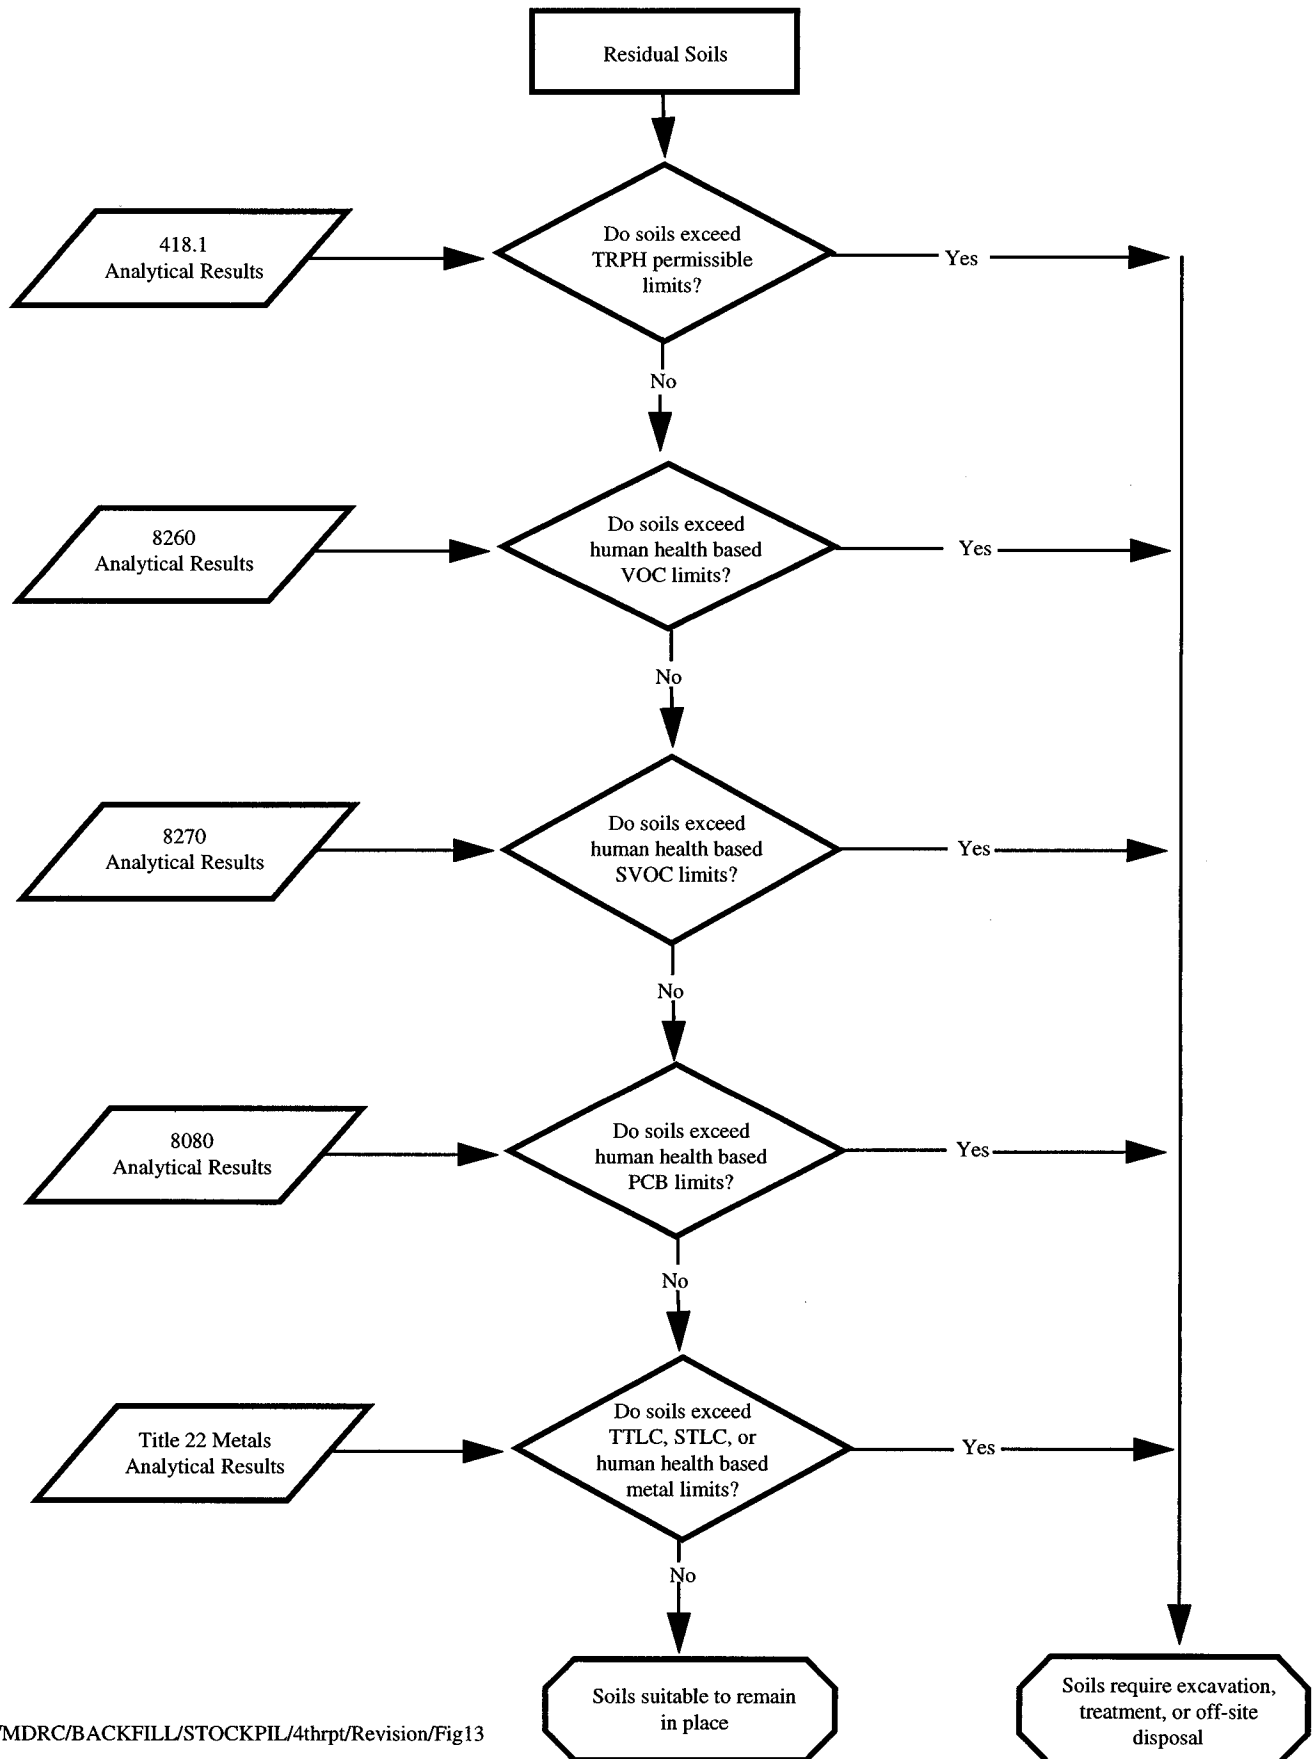 Residual Soils
418.1
Analytical Results
Do soils exceed
TRPH permissible
limits?
Yes
No
8260
Analytical Results
Do soils exceed
human health based
VOC limits?
Yes
No
8270
Analytical Results
Do soils exceed
human health based
SVOC limits?
Yes
No
8080
Analytical Results
Do soils exceed
human health based
PCB limits?
Yes
No
Title 22 Metals
Analytical Results
Do soils exceed
TTLC, STLC, or
human health based
metal limits?
Yes
No
Soils suitable to remain
in place
Soils require excavation,
treatment, or off-site
disposal
/MDRC/BACKFILL/STOCKPIL/4thrpt/Revision/Fig13